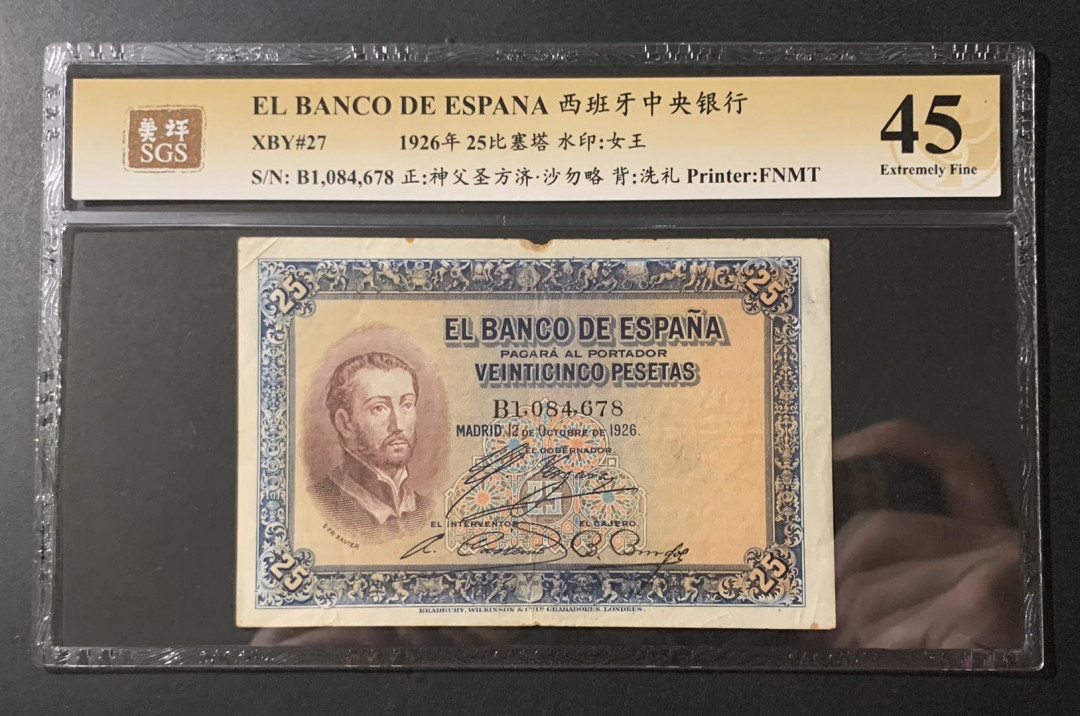 EL BANCO DE ESPANA 西班牙中央银行
XBY#27 1926年 25比塞塔 水印:女王
S/N: B1,084,678 正:神父圣方济·沙勿略 背:洗礼 Printer:FNMT
美评
SGS
45
Extremely Fine
25 25
EL BANCO DE ESPAÑA
PAGARÁ AL PORTADOR
VEINTICINCO PESETAS
B1,084,678
MADRID, 12 DE OCTUBRE DE 1926.
EL GOBERNADOR
EL INTERVENTOR EL CAJERO,
S. FR. XAVIER
25 25
BRADBURY, WILKINSON & Cº Lᴰ GRABADORES. LONDRES.